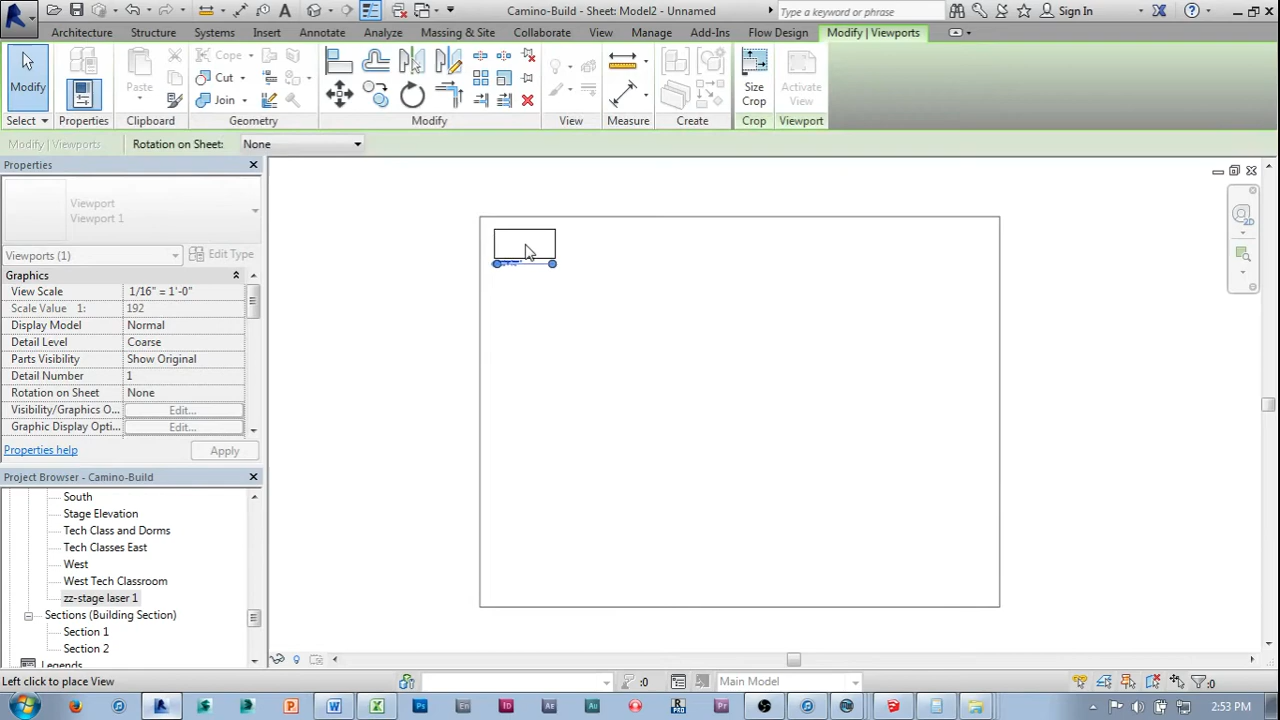 Camino-Build - Sheet: Model2 - Unnamed
Type a keyword or phrase
Sign In
Architecture Structure Systems Insert Annotate Analyze Massing & Site Collaborate View Manage Add-Ins Flow Design Modify | Viewports
Modify
Paste
Cope
Cut
Join
Size
Crop
Activate
View
Select Properties Clipboard Geometry Modify View Measure Create Crop Viewport
Modify | Viewports
Rotation on Sheet: None
Properties
Viewport
Viewport 1
Viewports (1)
Edit Type
Graphics
View Scale 1/16" = 1'-0"
Scale Value 1: 192
Display Model Normal
Detail Level Coarse
Parts Visibility Show Original
Detail Number 1
Rotation on Sheet None
Visibility/Graphics O... Edit...
Graphic Display Opti... Edit...
Properties help
Apply
Project Browser - Camino-Build
South
Stage Elevation
Tech Class and Dorms
Tech Classes East
West
West Tech Classroom
zz-stage laser 1
Sections (Building Section)
Section 1
Section 2
Legends
2D
Left click to place View
:0
Main Model
:0
2:53 PM